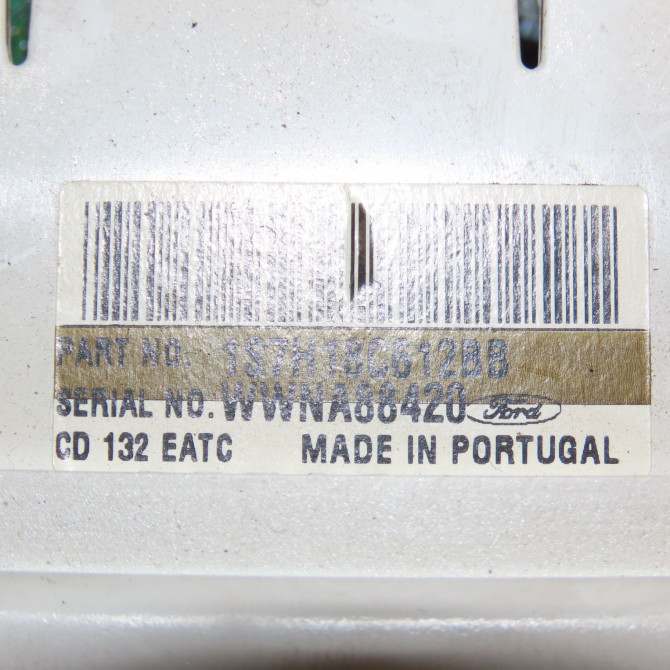 PART NO. 1S7H18C612BB
SERIAL NO. WWNA88420 Ford
CD 132 EATC MADE IN PORTUGAL